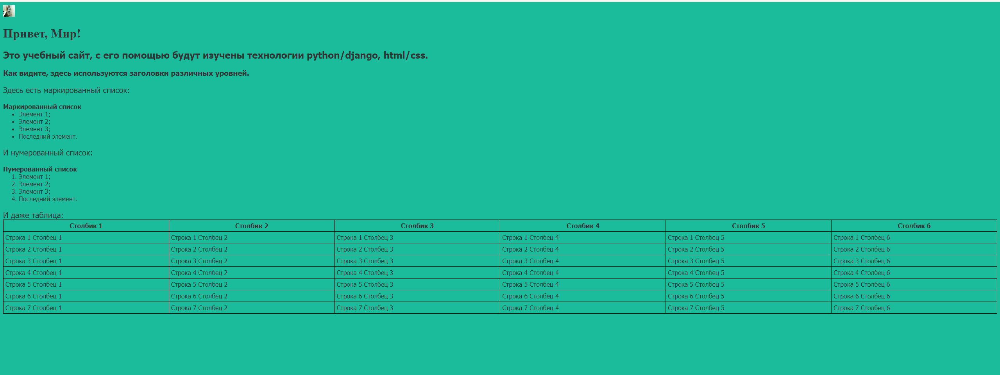 Привет, Мир!
Это учебный сайт, с его помощью будут изучены технологии python/django, html/css.
Как видите, здесь используются заголовки различных уровней.
Здесь есть маркированный список:
Маркированный список
• Элемент 1;
• Элемент 2;
• Элемент 3;
• Последний элемент.
И нумерованный список:
Нумерованный список
1. Элемент 1;
2. Элемент 2;
3. Элемент 3;
4. Последний элемент.
И даже таблица:
Столбик 1 Столбик 2 Столбик 3 Столбик 4 Столбик 5 Столбик 6
Строка 1 Столбец 1 Строка 1 Столбец 2 Строка 1 Столбец 3 Строка 1 Столбец 4 Строка 1 Столбец 5 Строка 1 Столбец 6
Строка 2 Столбец 1 Строка 2 Столбец 2 Строка 2 Столбец 3 Строка 2 Столбец 4 Строка 2 Столбец 5 Строка 2 Столбец 6
Строка 3 Столбец 1 Строка 3 Столбец 2 Строка 3 Столбец 3 Строка 3 Столбец 4 Строка 3 Столбец 5 Строка 3 Столбец 6
Строка 4 Столбец 1 Строка 4 Столбец 2 Строка 4 Столбец 3 Строка 4 Столбец 4 Строка 4 Столбец 5 Строка 4 Столбец 6
Строка 5 Столбец 1 Строка 5 Столбец 2 Строка 5 Столбец 3 Строка 5 Столбец 4 Строка 5 Столбец 5 Строка 5 Столбец 6
Строка 6 Столбец 1 Строка 6 Столбец 2 Строка 6 Столбец 3 Строка 6 Столбец 4 Строка 6 Столбец 5 Строка 6 Столбец 6
Строка 7 Столбец 1 Строка 7 Столбец 2 Строка 7 Столбец 3 Строка 7 Столбец 4 Строка 7 Столбец 5 Строка 7 Столбец 6